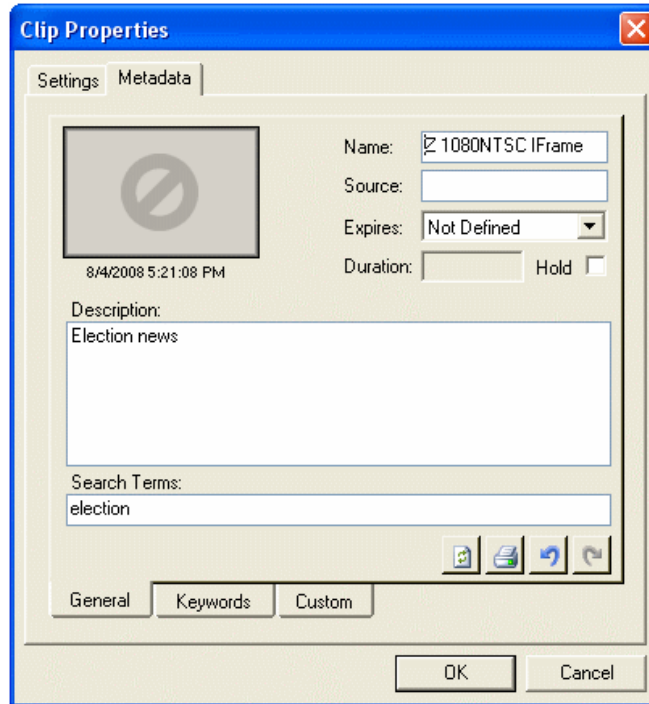 Clip Properties
Settings Metadata
Name: Z 1080NTSC IFrame
Source:
Expires: Not Defined
8/4/2008 5:21:08 PM
Duration: Hold
Description:
Election news
Search Terms:
election
General Keywords Custom
OK Cancel